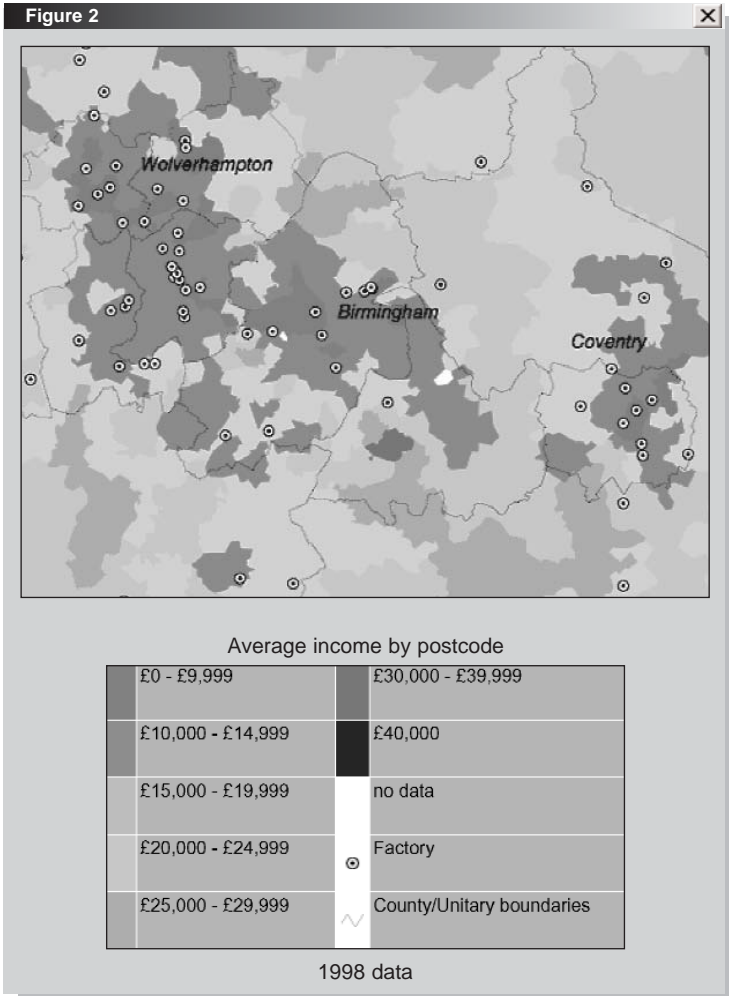 Figure 2
Wolverhampton
Birmingham
Coventry
Average income by postcode
£0 - £9,999
£30,000 - £39,999
£10,000 - £14,999
£40,000
£15,000 - £19,999
no data
£20,000 - £24,999
Factory
£25,000 - £29,999
County/Unitary boundaries
1998 data